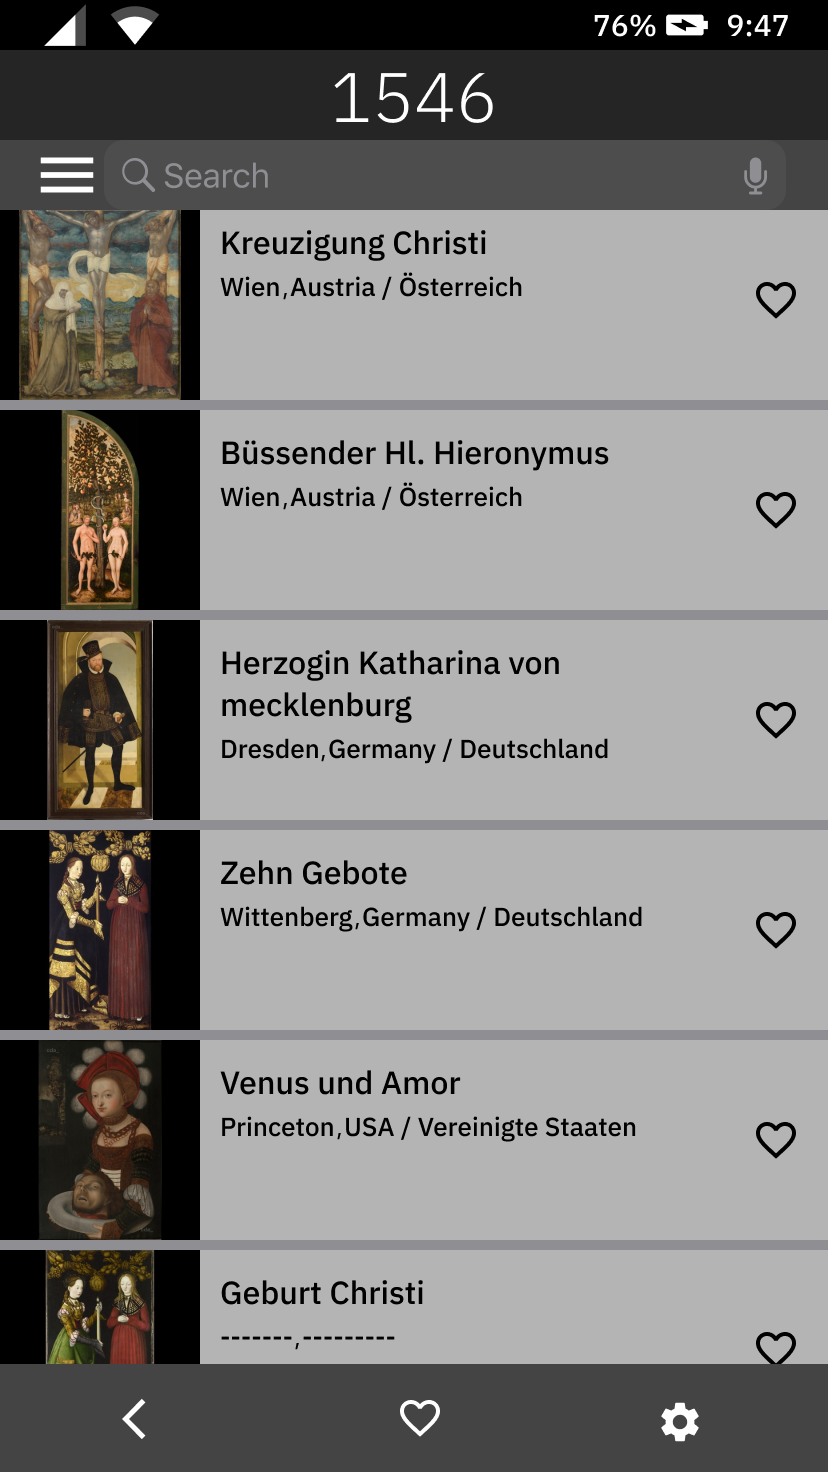 76% 9:47
1546
Search
Kreuzigung Christi
Wien,Austria / Österreich
Büssender Hl. Hieronymus
Wien,Austria / Österreich
Herzogin Katharina von
mecklenburg
Dresden,Germany / Deutschland
Zehn Gebote
Wittenberg,Germany / Deutschland
Venus und Amor
Princeton,USA / Vereinigte Staaten
Geburt Christi
-------,---------